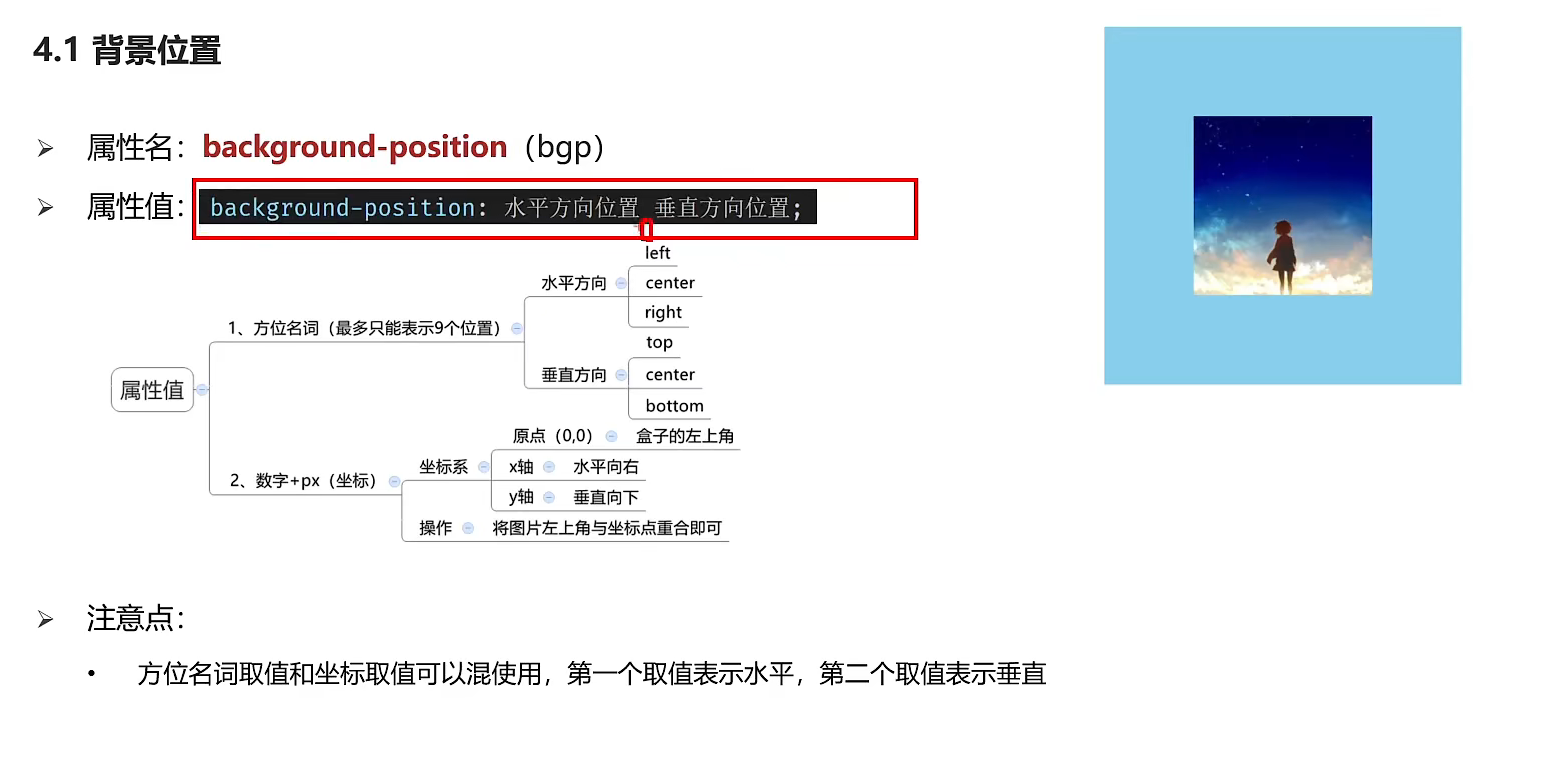 4.1 背景位置
属性名：background-position（bgp）
属性值：background-position: 水平方向位置 垂直方向位置;
left
水平方向
center
right
1、方位名词（最多只能表示9个位置）
top
垂直方向
center
bottom
属性值
原点（0,0）
盒子的左上角
坐标系
x轴
水平向右
2、数字+px（坐标）
y轴
垂直向下
操作
将图片左上角与坐标点重合即可
注意点：
方位名词取值和坐标取值可以混使用，第一个取值表示水平，第二个取值表示垂直